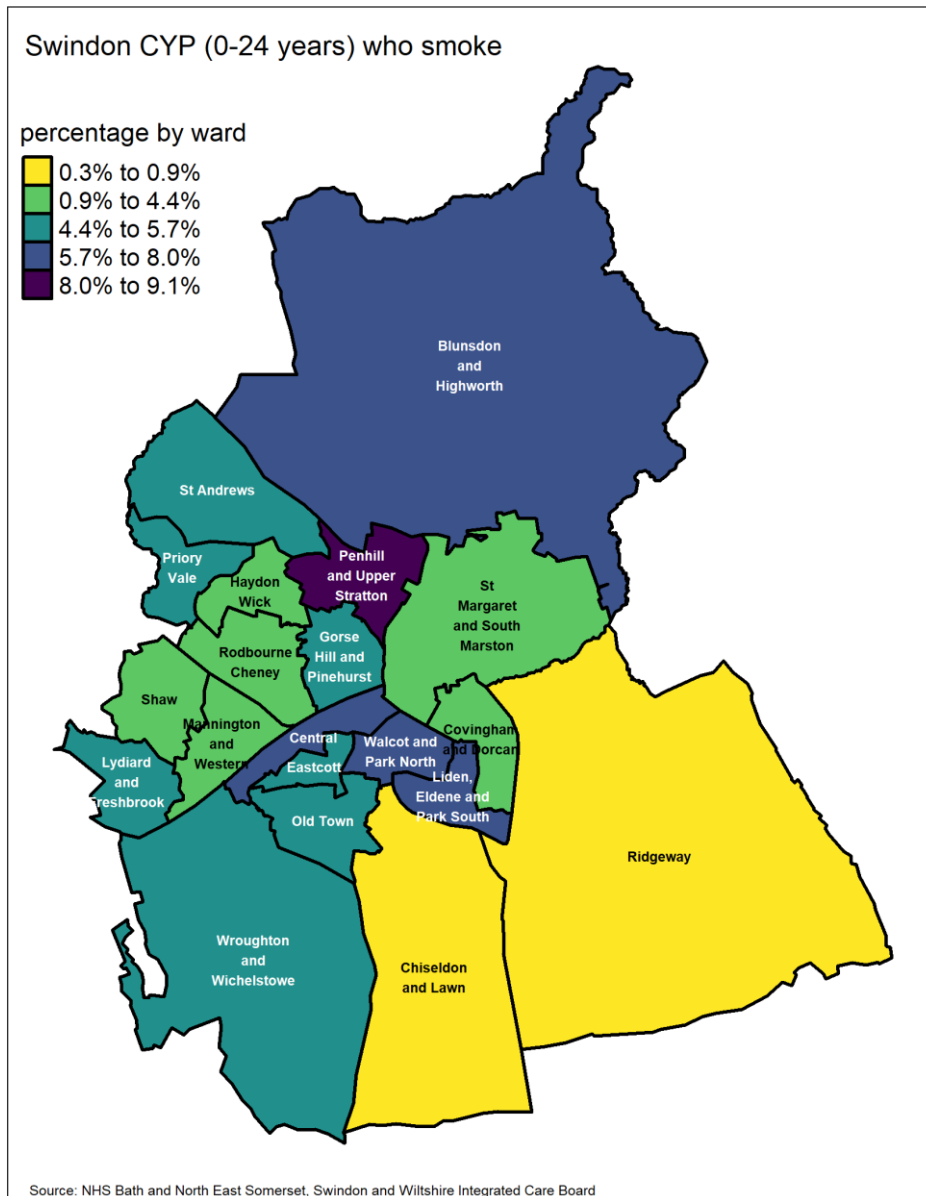 Swindon CYP (0-24 years) who smoke
percentage by ward
0.3% to 0.9%
0.9% to 4.4%
4.4% to 5.7%
5.7% to 8.0%
8.0% to 9.1%
Blunsdon
and
Highworth
St Andrews
Priory
Vale
Haydon
Wick
Penhill
and Upper
Stratton
St
Margaret
and South
Marston
Rodbourne
Cheney
Gorse
Hill and
Pinehurst
Shaw
Mannington
and
Western
Covingham
and Dorcan
Central
Walcot and
Park North
Eastcott
Lydiard
and
Freshbrook
Liden,
Eldene and
Park South
Old Town
Ridgeway
Wroughton
and
Wichelstowe
Chiseldon
and Lawn
Source: NHS Bath and North East Somerset, Swindon and Wiltshire Integrated Care Board